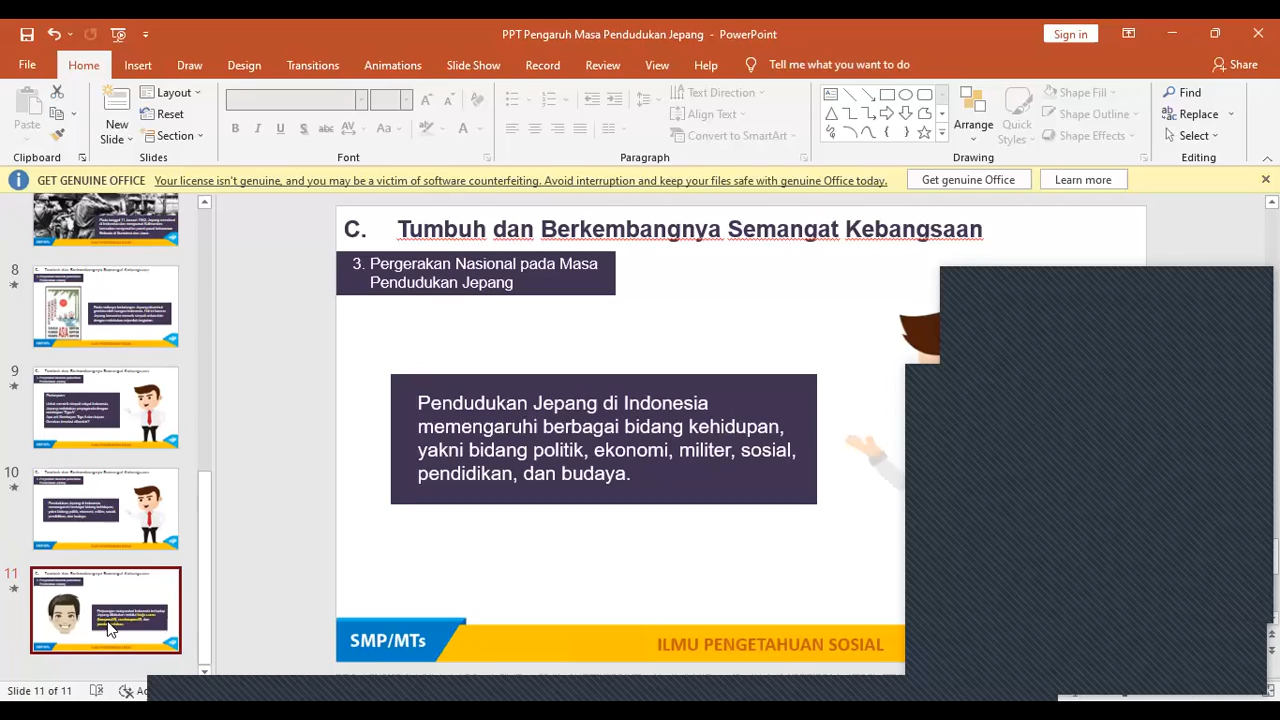 PPT Pengaruh Masa Pendudukan Jepang - PowerPoint
Sign in
File Home Insert Draw Design Transitions Animations Slide Show Record Review View Help Tell me what you want to do Share
Paste
New Slide
Layout
Reset
Section
Text Direction
Align Text
Convert to SmartArt
Arrange
Quick Styles
Shape Fill
Shape Outline
Shape Effects
Find
Replace
Select
Clipboard Slides Font Paragraph Drawing Editing
GET GENUINE OFFICE Your license isn't genuine, and you may be a victim of software counterfeiting. Avoid interruption and keep your files safe with genuine Office today. Get genuine Office Learn more
9
10
11
C. Tumbuh dan Berkembangnya Semangat Kebangsaan
3. Pergerakan Nasional pada Masa
Pendudukan Jepang
Pendudukan Jepang di Indonesia
memengaruhi berbagai bidang kehidupan,
yakni bidang politik, ekonomi, militer, sosial,
pendidikan, dan budaya.
SMP/MTs
ILMU PENGETAHUAN SOSIAL
Slide 11 of 11